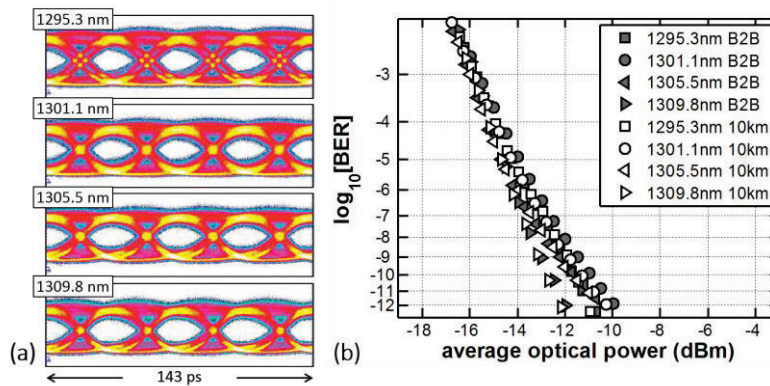 1295.3 nm
1301.1 nm
1305.5 nm
1309.8 nm
(a)
143 ps
log10[BER]
-3
-4
-5
-6
-7
-8
-9
-10
-11
-12
1295.3nm B2B
1301.1nm B2B
1305.5nm B2B
1309.8nm B2B
1295.3nm 10km
1301.1nm 10km
1305.5nm 10km
1309.8nm 10km
-18 -16 -14 -12 -10 -8 -6 -4
(b)
average optical power (dBm)